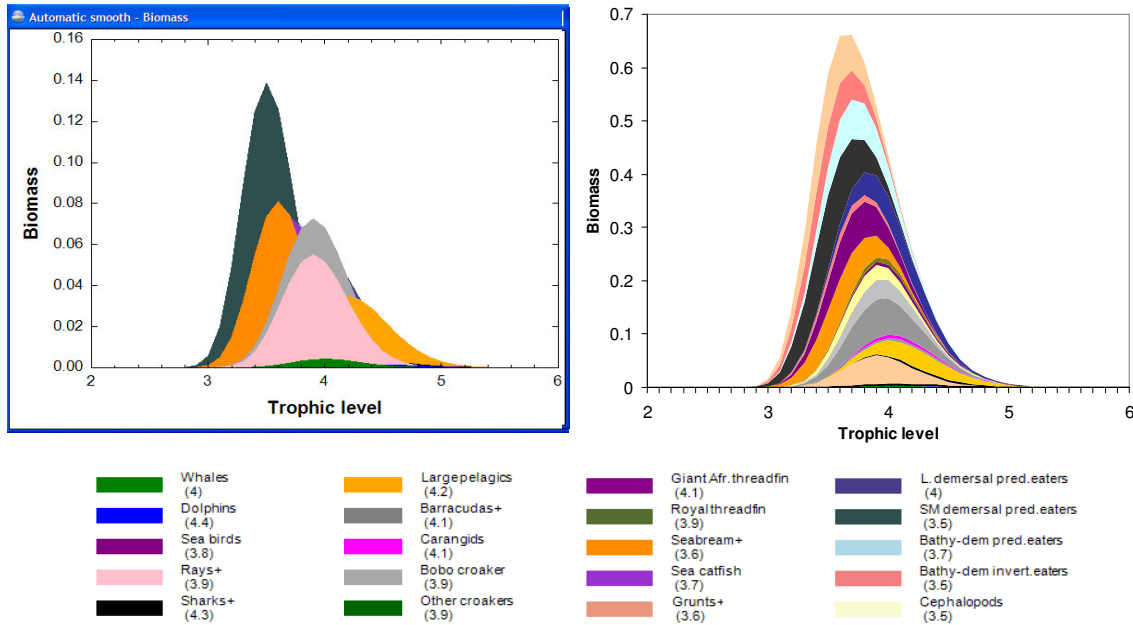 Automatic smooth - Biomass
0.16
0.14
0.12
0.10
0.08
0.06
0.04
0.02
0.00
Biomass
2 3 4 5 6
Trophic level
0.7
0.6
0.5
0.4
0.3
0.2
0.1
0
Biomass
2 3 4 5 6
Trophic level
Whales
(4)
Dolphins
(4.4)
Sea birds
(3.8)
Rays+
(3.9)
Sharks+
(4.3)
Large pelagics
(4.2)
Barracudas+
(4.1)
Carangids
(4.1)
Bobo croaker
(3.9)
Other croakers
(3.9)
Giant Afr. threadfin
(4.1)
Royal threadfin
(3.9)
Seabream+
(3.6)
Sea catfish
(3.7)
Grunts+
(3.6)
L. demersal pred. eaters
(4)
SM demersal pred. eaters
(3.5)
Bathy-dem pred. eaters
(3.7)
Bathy-dem invert. eaters
(3.5)
Cephalopods
(3.5)